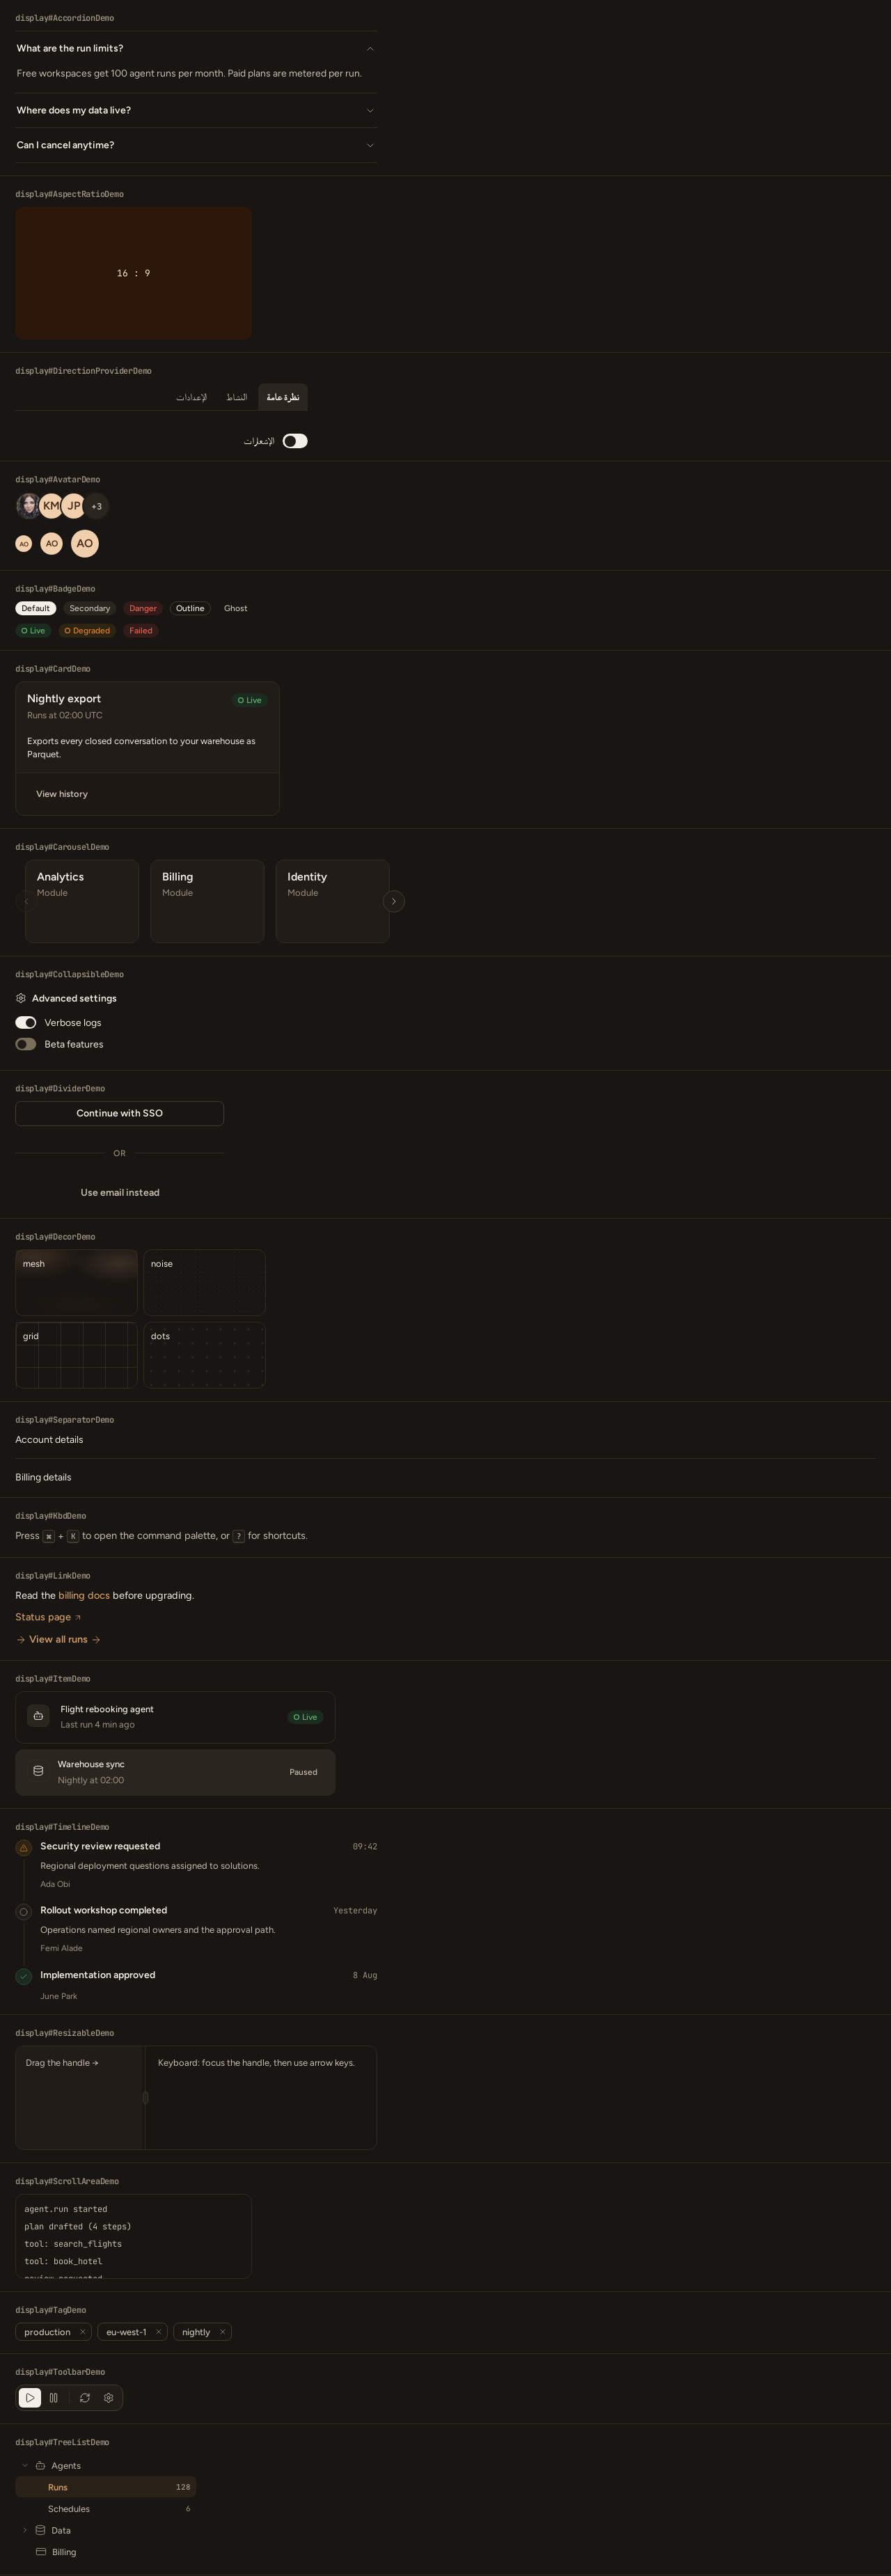 display#AccordionDemo
What are the run limits?
Free workspaces get 100 agent runs per month. Paid plans are metered per run.
Where does my data live?
Can I cancel anytime?
display#AspectRatioDemo
16 : 9
display#DirectionProviderDemo
نظرة عامة النشاط الإعدادات
الإشعارات
display#AvatarDemo
KM JP +3
AO AO AO
display#BadgeDemo
Default Secondary Danger Outline Ghost
Live Degraded Failed
display#CardDemo
Nightly export Live
Runs at 02:00 UTC
Exports every closed conversation to your warehouse as
Parquet.
View history
display#CarouselDemo
Analytics Billing Identity
Module Module Module
display#CollapsibleDemo
Advanced settings
Verbose logs
Beta features
display#DividerDemo
Continue with SSO
OR
Use email instead
display#DecorDemo
mesh noise
grid dots
display#SeparatorDemo
Account details
Billing details
display#KbdDemo
Press ⌘ + K to open the command palette, or ? for shortcuts.
display#LinkDemo
Read the billing docs before upgrading.
Status page ↗
→ View all runs →
display#ItemDemo
Flight rebooking agent
Last run 4 min ago Live
Warehouse sync
Nightly at 02:00 Paused
display#TimelineDemo
Security review requested 09:42
Regional deployment questions assigned to solutions.
Ada Obi
Rollout workshop completed Yesterday
Operations named regional owners and the approval path.
Femi Alade
Implementation approved 8 Aug
June Park
display#ResizableDemo
Drag the handle → Keyboard: focus the handle, then use arrow keys.
display#ScrollAreaDemo
agent.run started
plan drafted (4 steps)
tool: search_flights
tool: book_hotel
display#TagDemo
production × eu-west-1 × nightly ×
display#ToolbarDemo
display#TreeListDemo
Agents
Runs 128
Schedules 6
Data
Billing